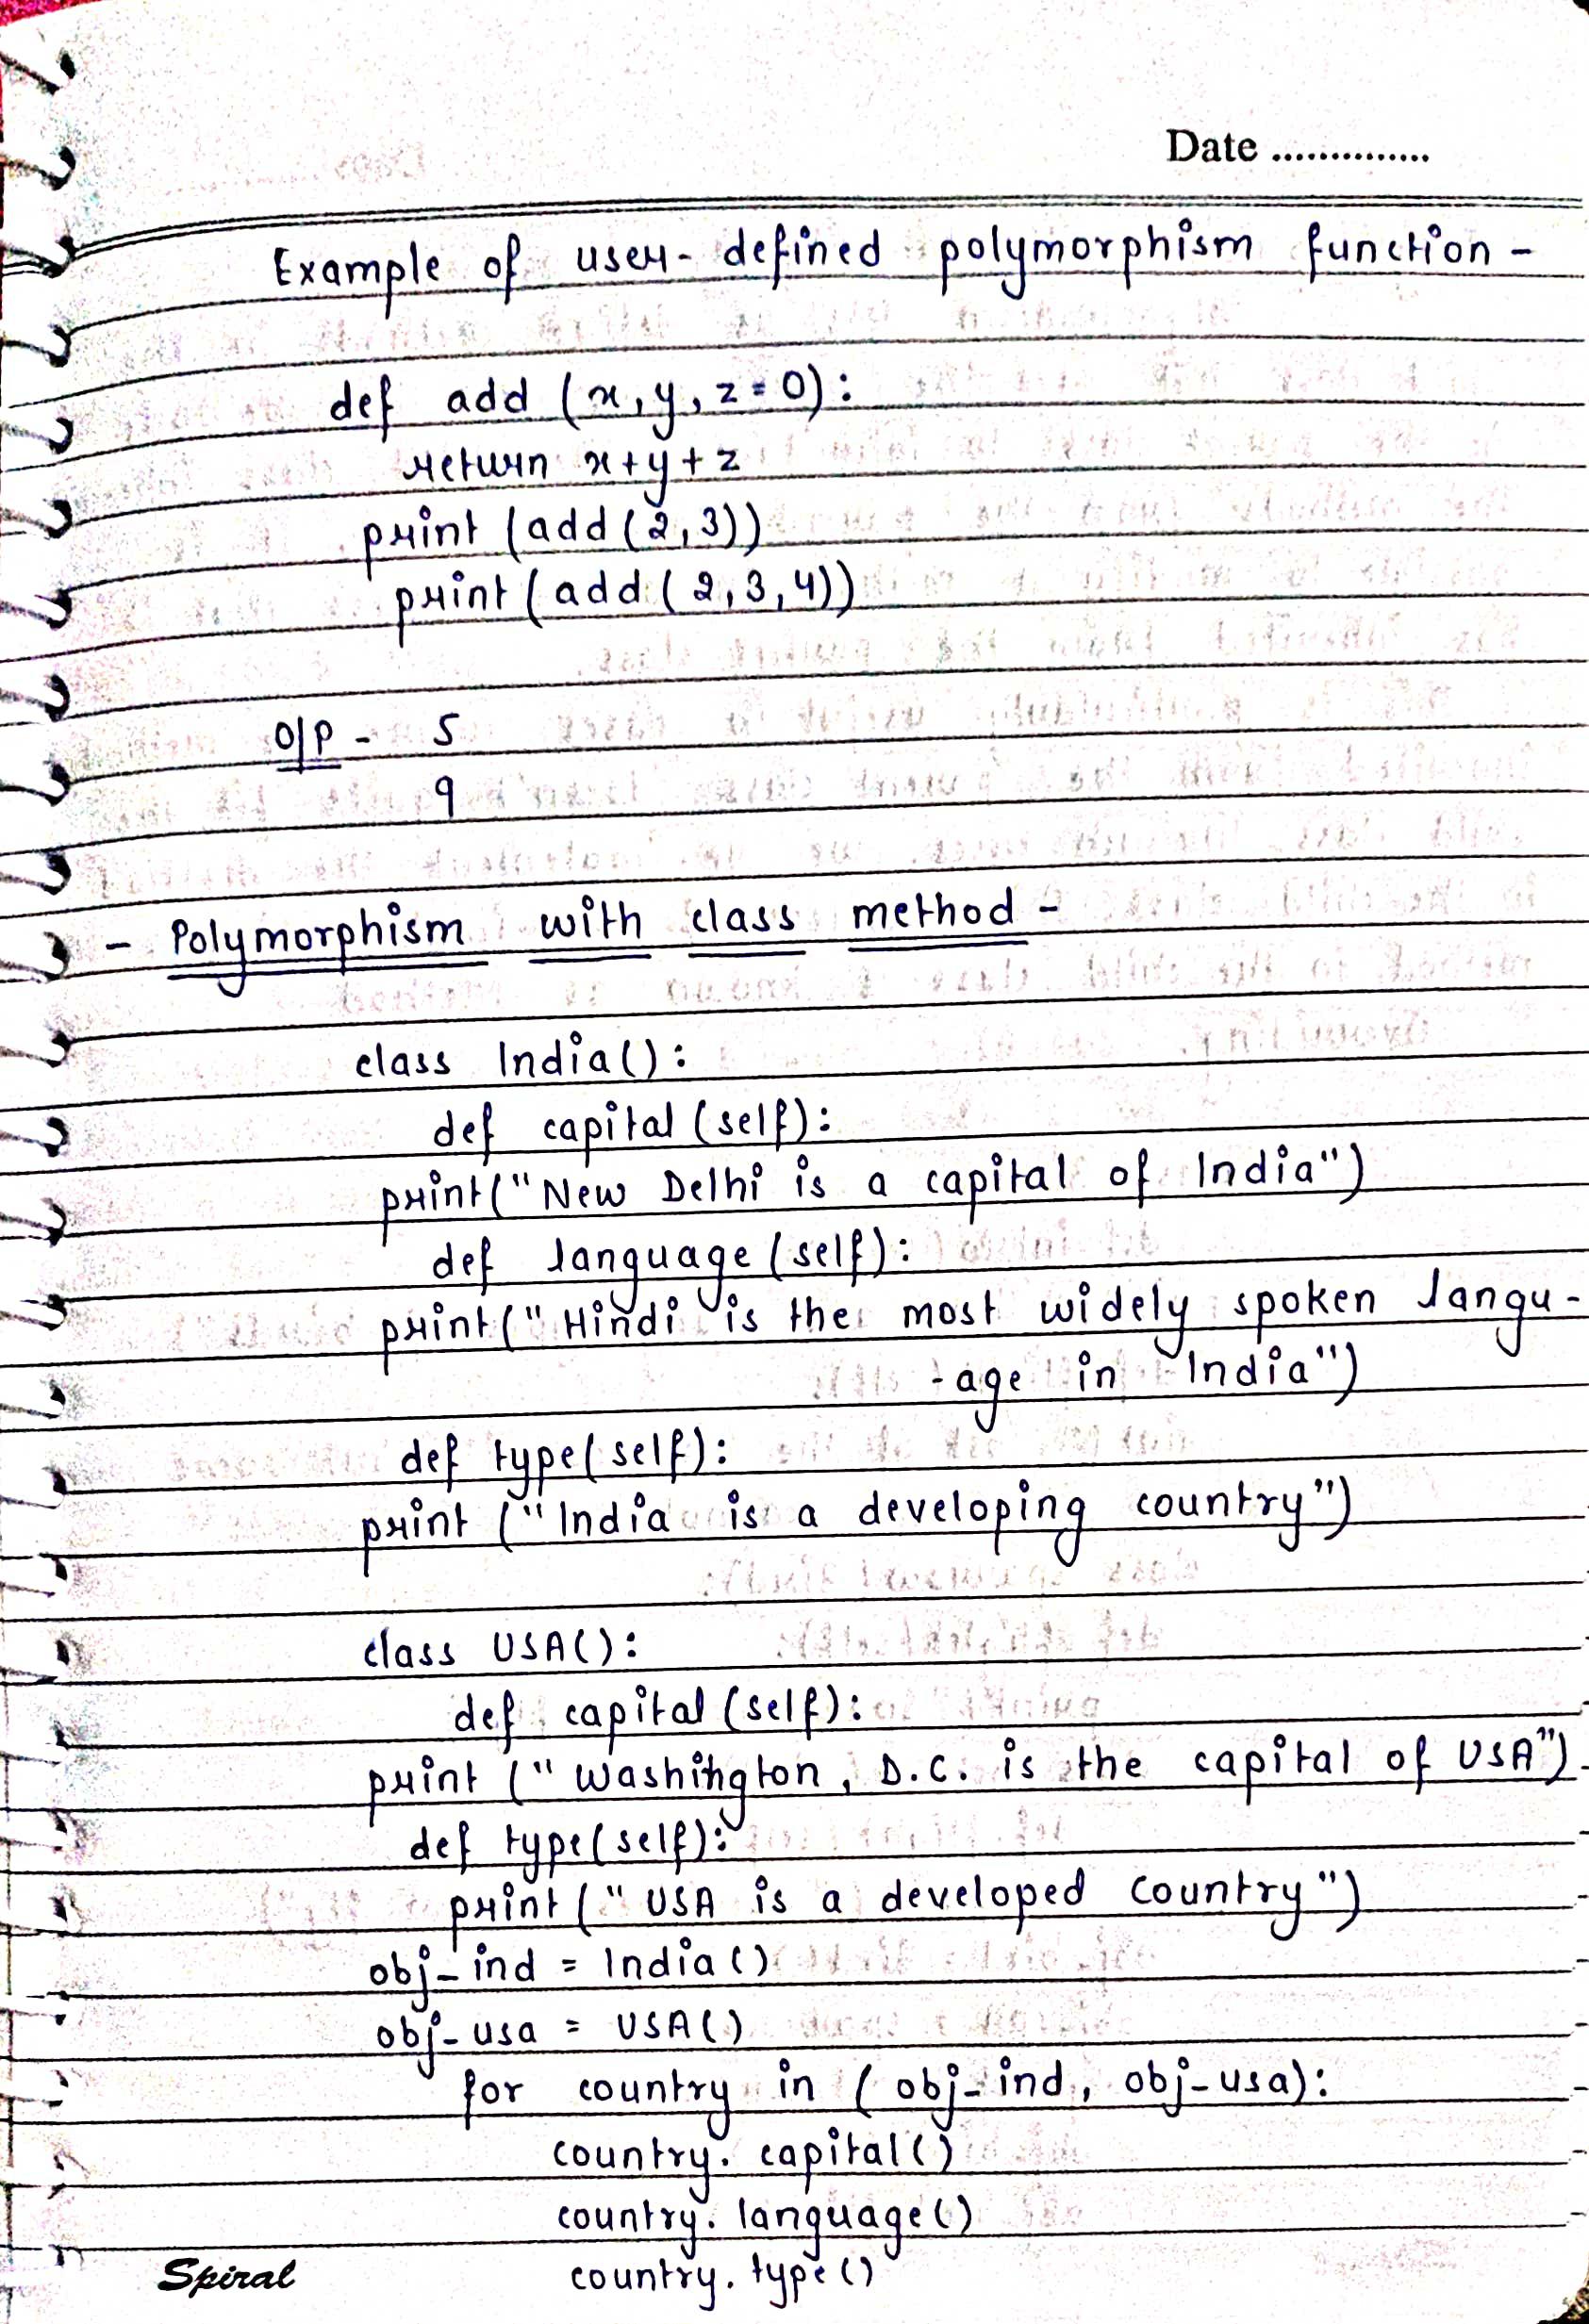 Date ...............
Example of user-defined polymorphism function -
def add (x, y, z = 0):
return x+y+z
print (add (2,3))
print (add (2,3,4))
O/P - 5
9
- Polymorphism with class method -
class India():
def capital (self):
print("New Delhi is a capital of India")
def language (self):
print("Hindi is the most widely spoken langu-
-age in India")
def type(self):
print ("India is a developing country")
class USA():
def capital (self):
print ("Washington, D.C. is the capital of USA")
def type(self):
print ("USA is a developed country")
obj_ind = India()
obj_usa = USA()
for country in (obj_ind, obj_usa):
country. capital()
country. language()
country. type()
Spiral